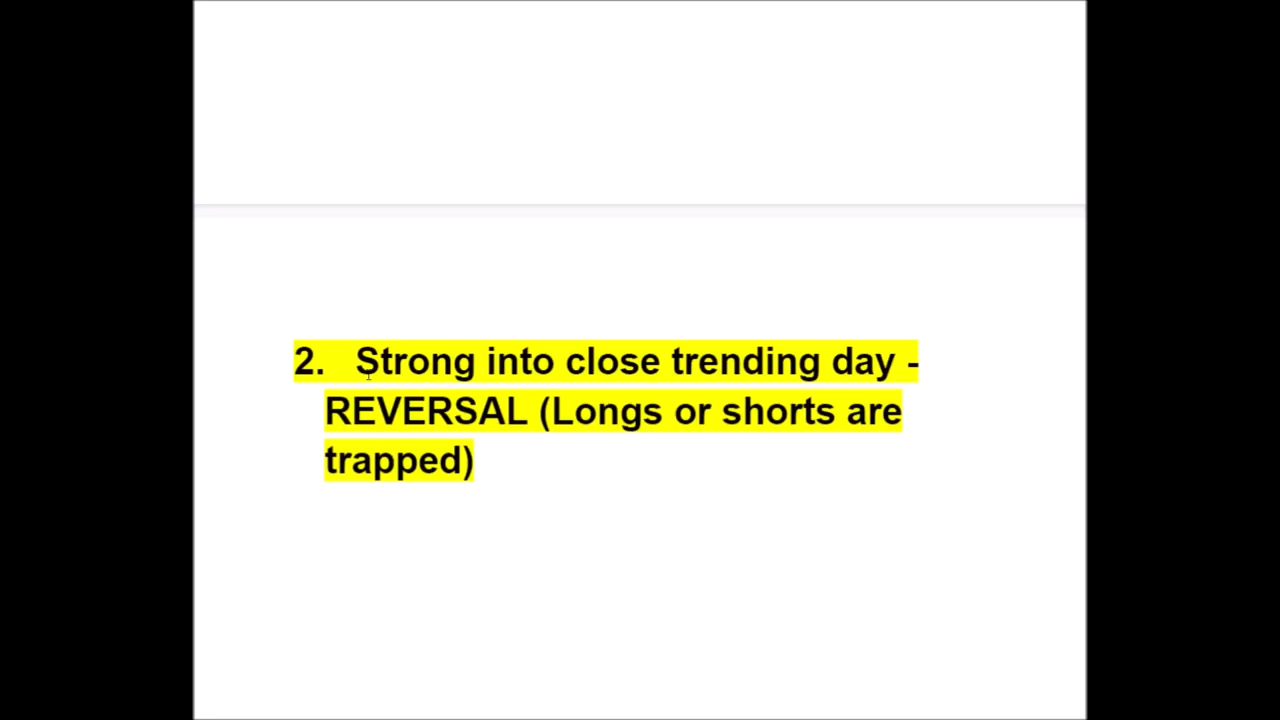 2. Strong into close trending day -
REVERSAL (Longs or shorts are
trapped)